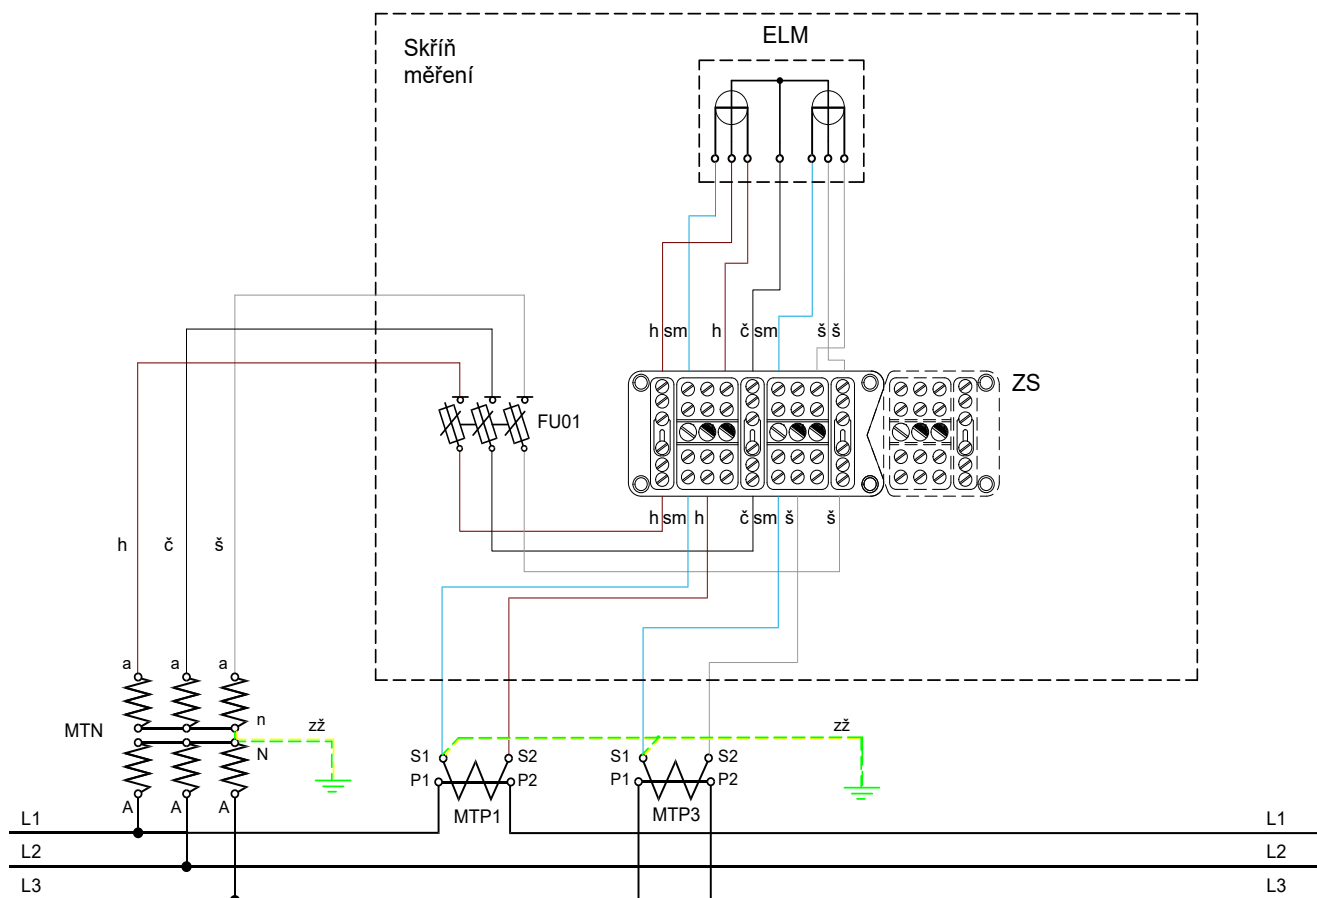 Skříň
měření
ELM
h sm h č sm š š
ZS
FU01
h sm h č sm š š
h č š
a a a
MTN
n
N
zž
A A A
S1 S2
P1 P2
MTP1
S1 S2
P1 P2
MTP3
zž
L1 L1
L2 L2
L3 L3